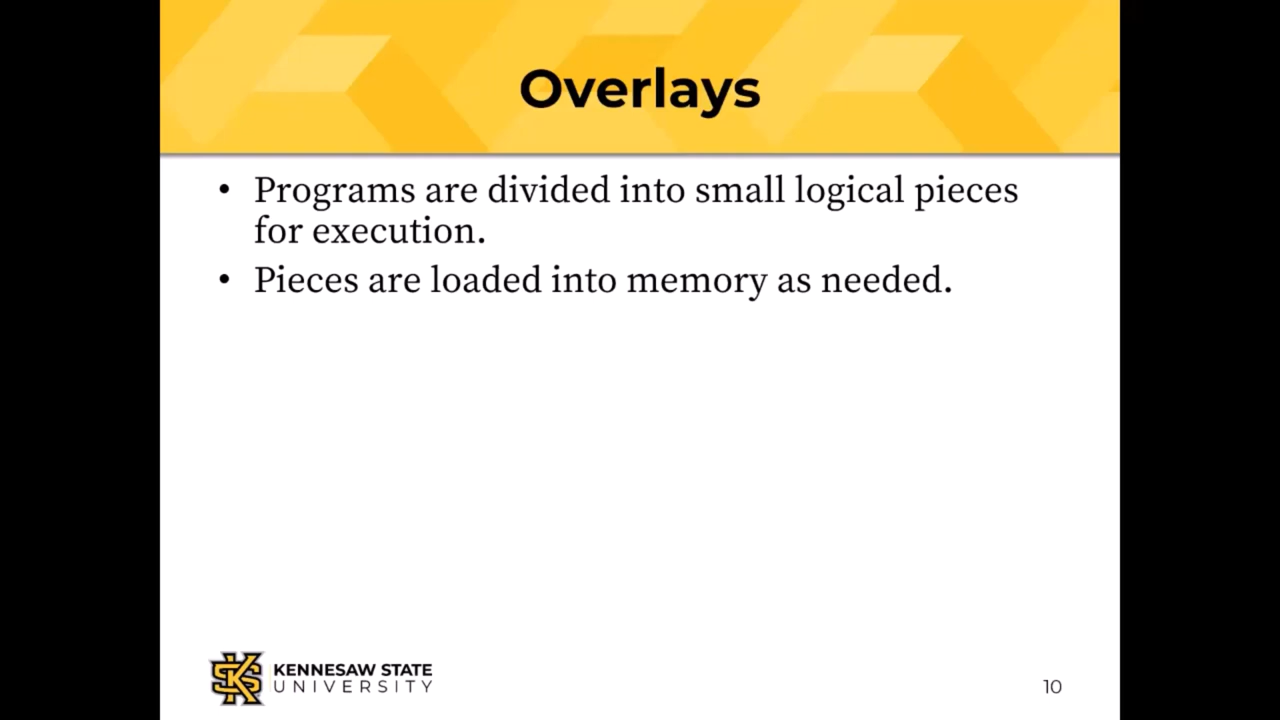 Overlays
• Programs are divided into small logical pieces
for execution.
• Pieces are loaded into memory as needed.
KENNESAW STATE
UNIVERSITY
10